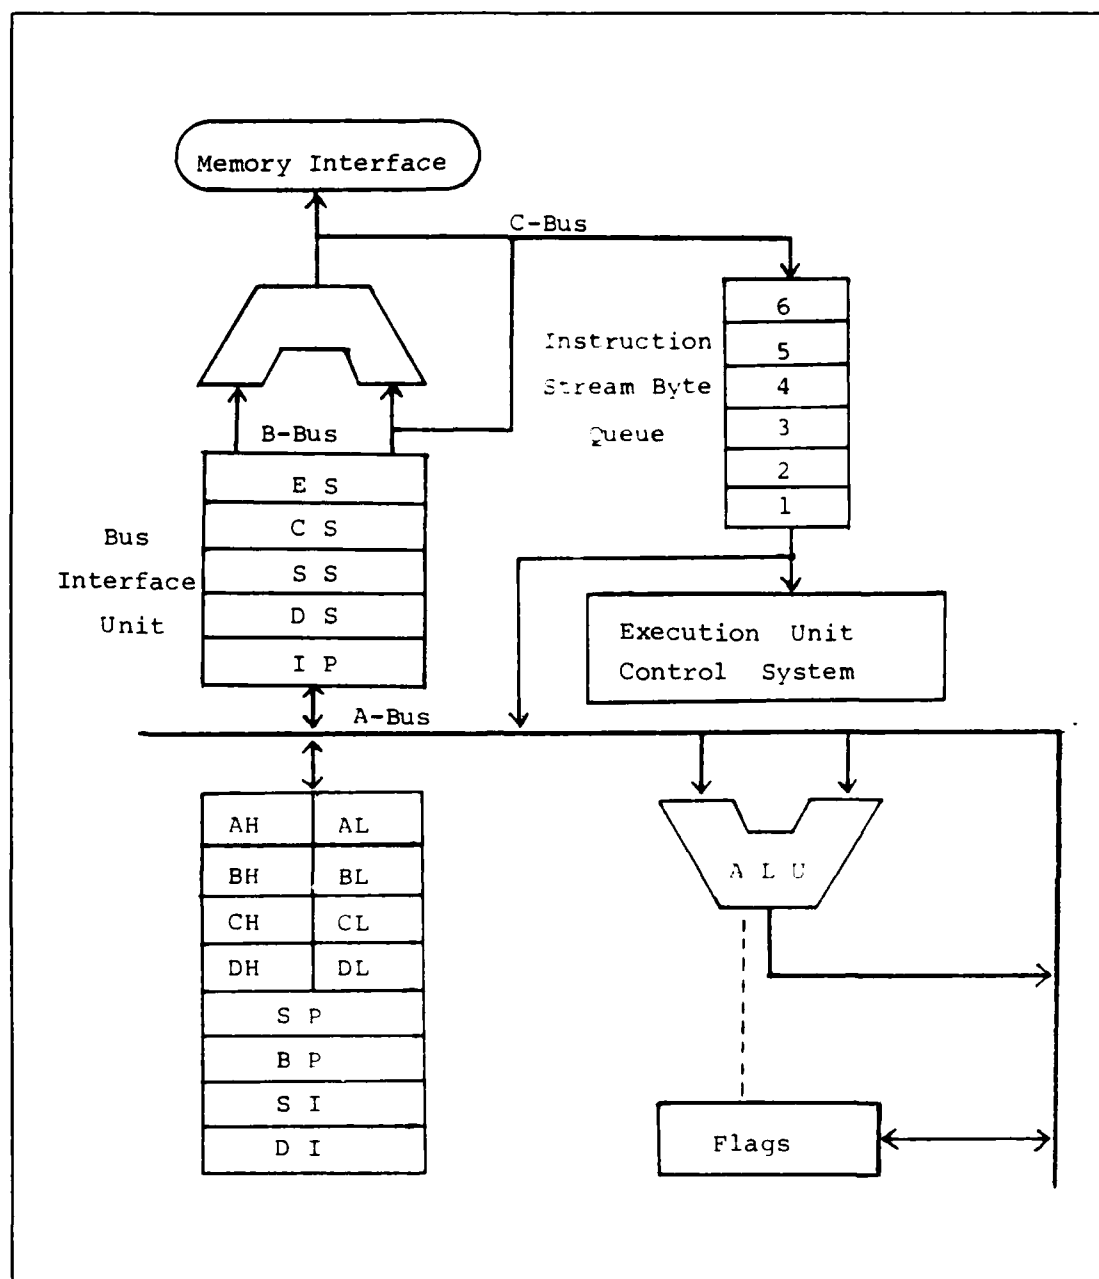 Memory Interface
C-Bus
6
5
4
3
2
1
Instruction
Stream Byte
Queue
B-Bus
E S
C S
S S
D S
I P
Bus
Interface
Unit
Execution Unit
Control System
A-Bus
AH AL
BH BL
CH CL
DH DL
S P
B P
S I
D I
A L U
Flags